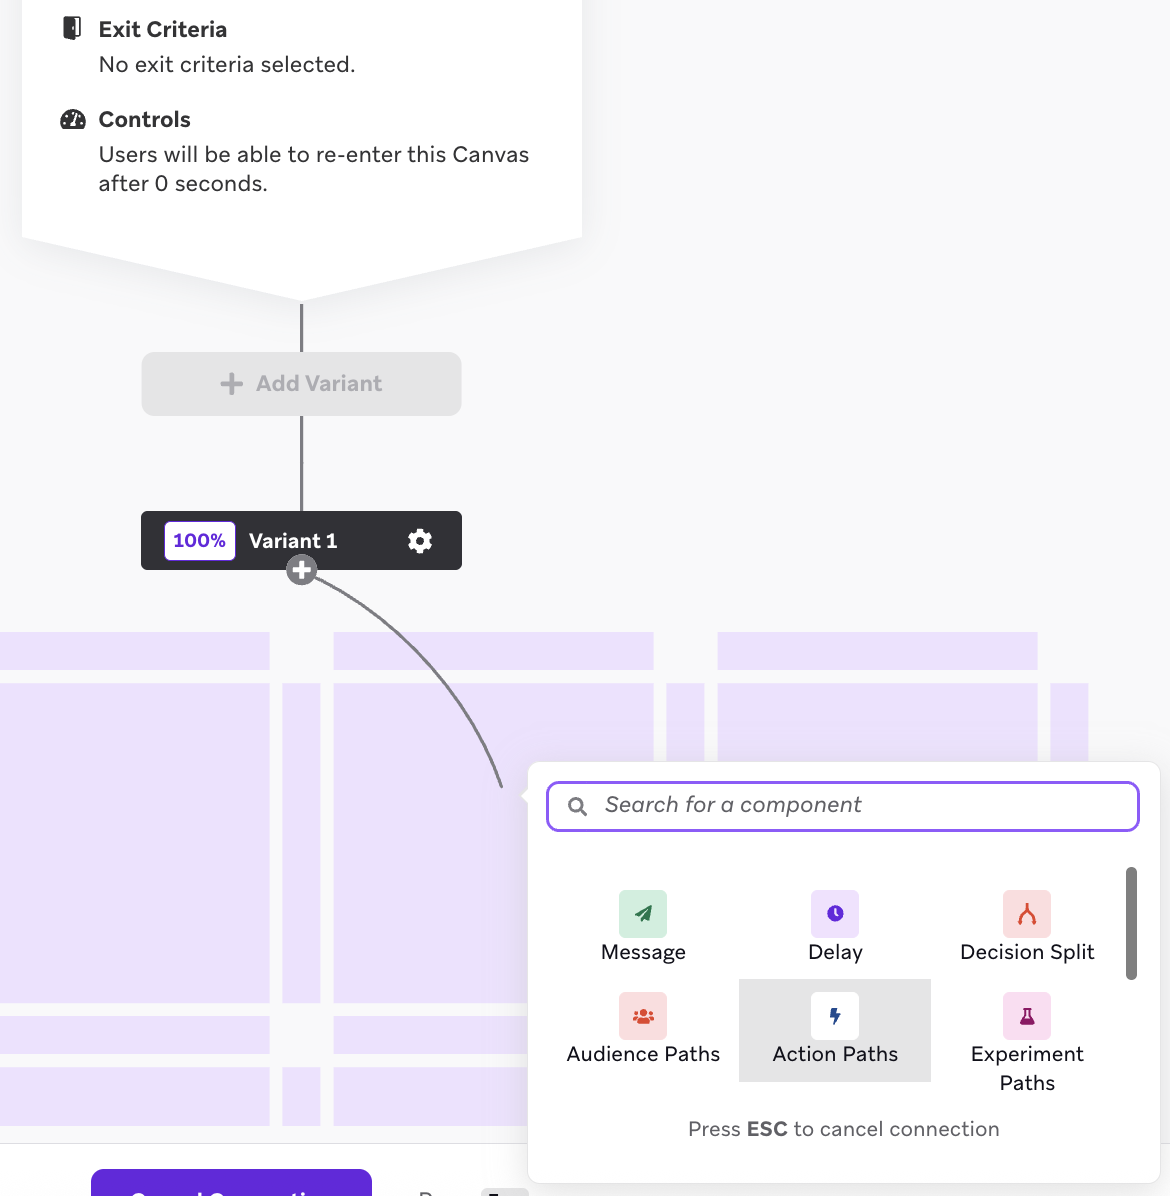 Exit Criteria
No exit criteria selected.
Controls
Users will be able to re-enter this Canvas
after 0 seconds.
Add Variant
100% Variant 1
Search for a component
Message Delay Decision Split
Audience Paths Action Paths Experiment
Paths
Press ESC to cancel connection